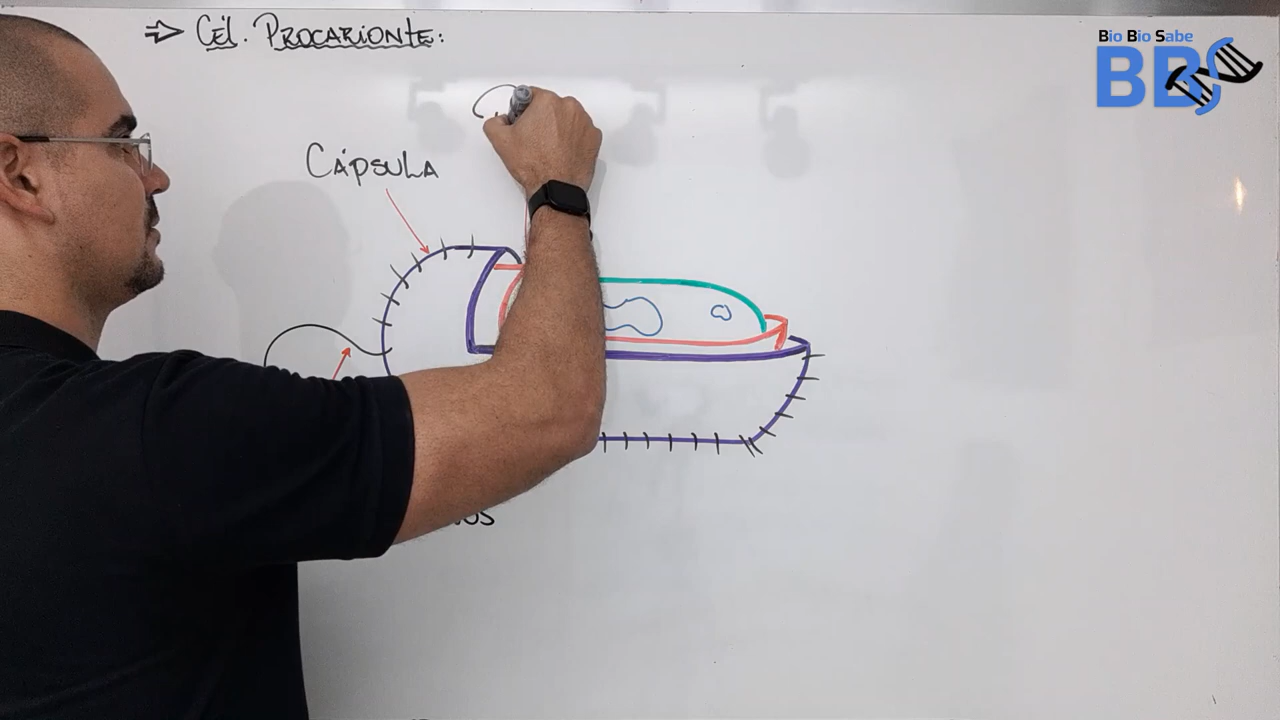 ⇒ Cél. Procarionte:
Bio Bio Sabe
BBS
Cápsula